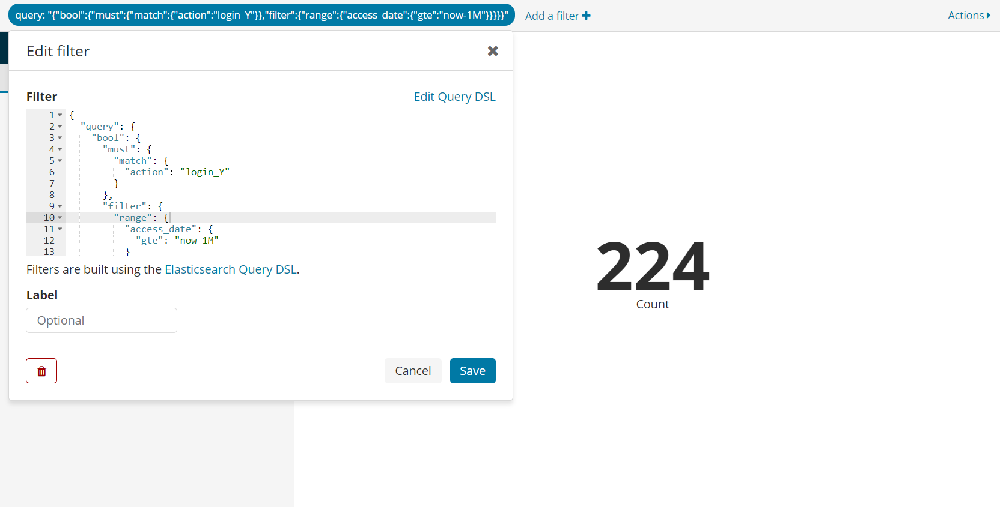 query: "{"bool":{"must":{"match":{"action":"login_Y"}},"filter":{"range":{"access_date":{"gte":"now-1M"}}}}}"
Add a filter
Actions
Edit filter
Filter
Edit Query DSL
1 {
2 "query": {
3 "bool": {
4 "must": {
5 "match": {
6 "action": "login_Y"
7 }
8 },
9 "filter": {
10 "range": {
11 "access_date": {
12 "gte": "now-1M"
13 }
Filters are built using the Elasticsearch Query DSL.
Label
Optional
Cancel
Save
224
Count